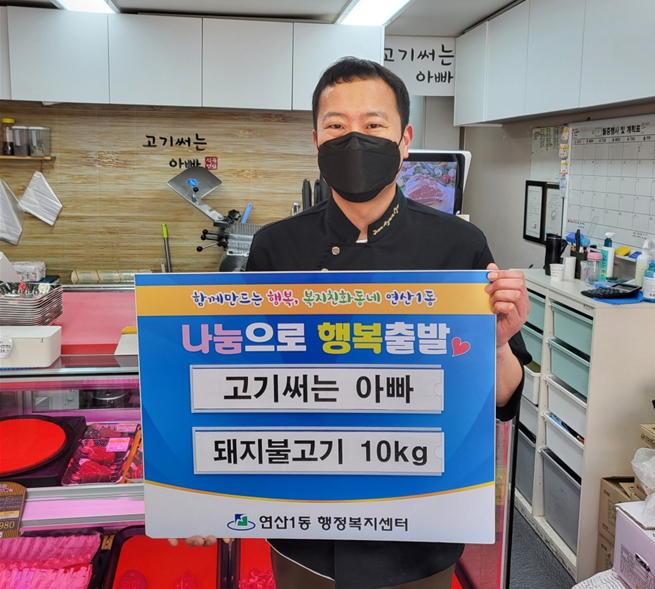 고기써는
아빠
고기써는
아빠
함께만드는 행복, 복지친화동네 연산1동
나눔으로 행복출발
고기써는 아빠
돼지불고기 10kg
연산1동 행정복지센터
980